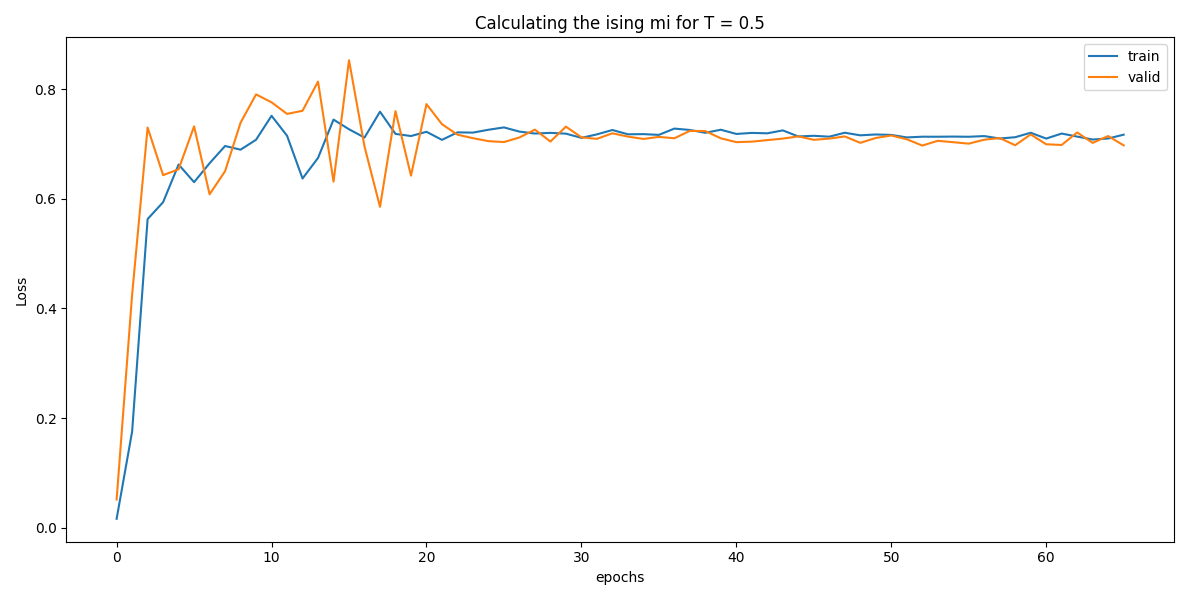 Calculating the ising mi for T = 0.5
train
valid
Loss
0.8
0.6
0.4
0.2
0.0
0 10 20 30 40 50 60
epochs